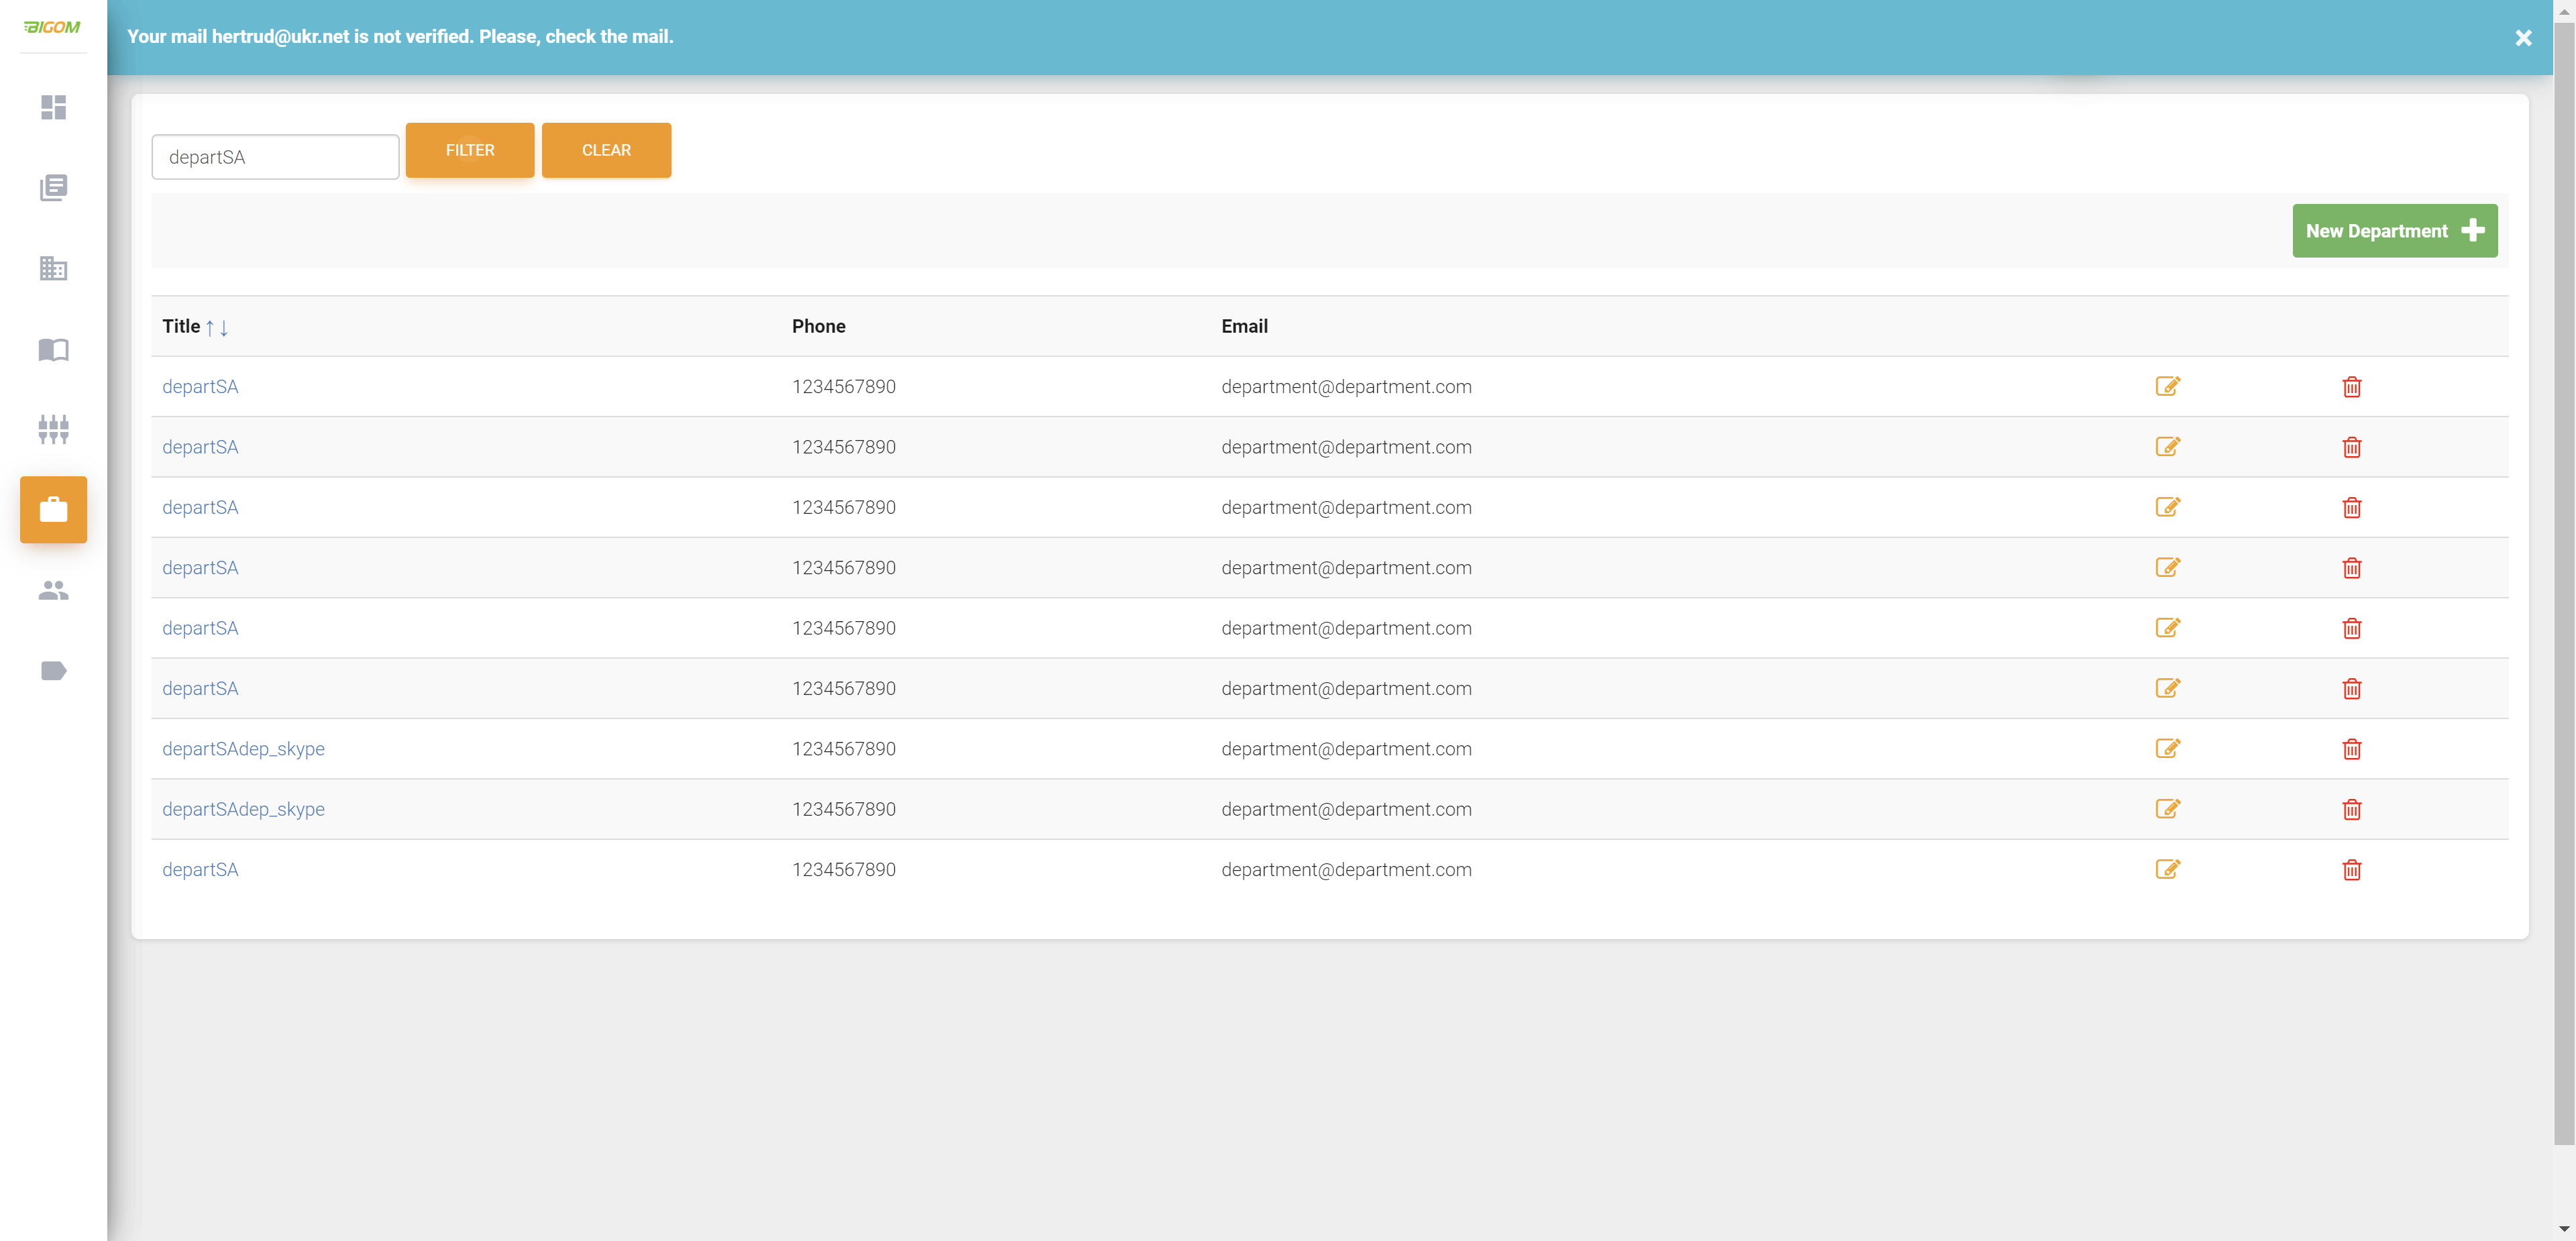 BIGOM
Your mail hertrud@ukr.net is not verified. Please, check the mail.
departSA
FILTER
CLEAR
New Department
Title ↑↓ Phone Email
departSA 1234567890 department@department.com
departSA 1234567890 department@department.com
departSA 1234567890 department@department.com
departSA 1234567890 department@department.com
departSA 1234567890 department@department.com
departSA 1234567890 department@department.com
departSAdep_skype 1234567890 department@department.com
departSAdep_skype 1234567890 department@department.com
departSA 1234567890 department@department.com